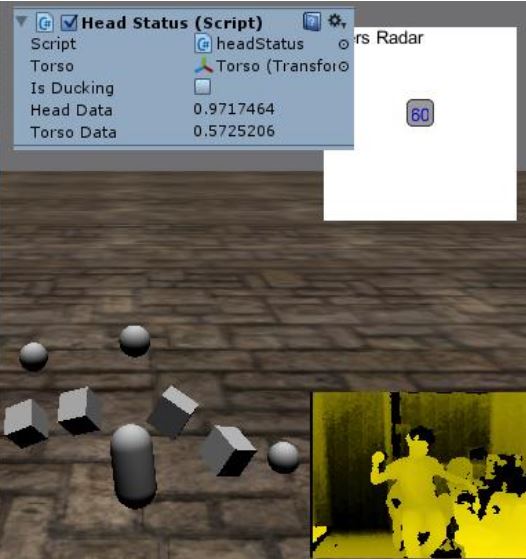 Head Status (Script)
Script headStatus
Torso Torso (Transfor
Is Ducking
Head Data 0.9717464
Torso Data 0.5725206
rs Radar
60